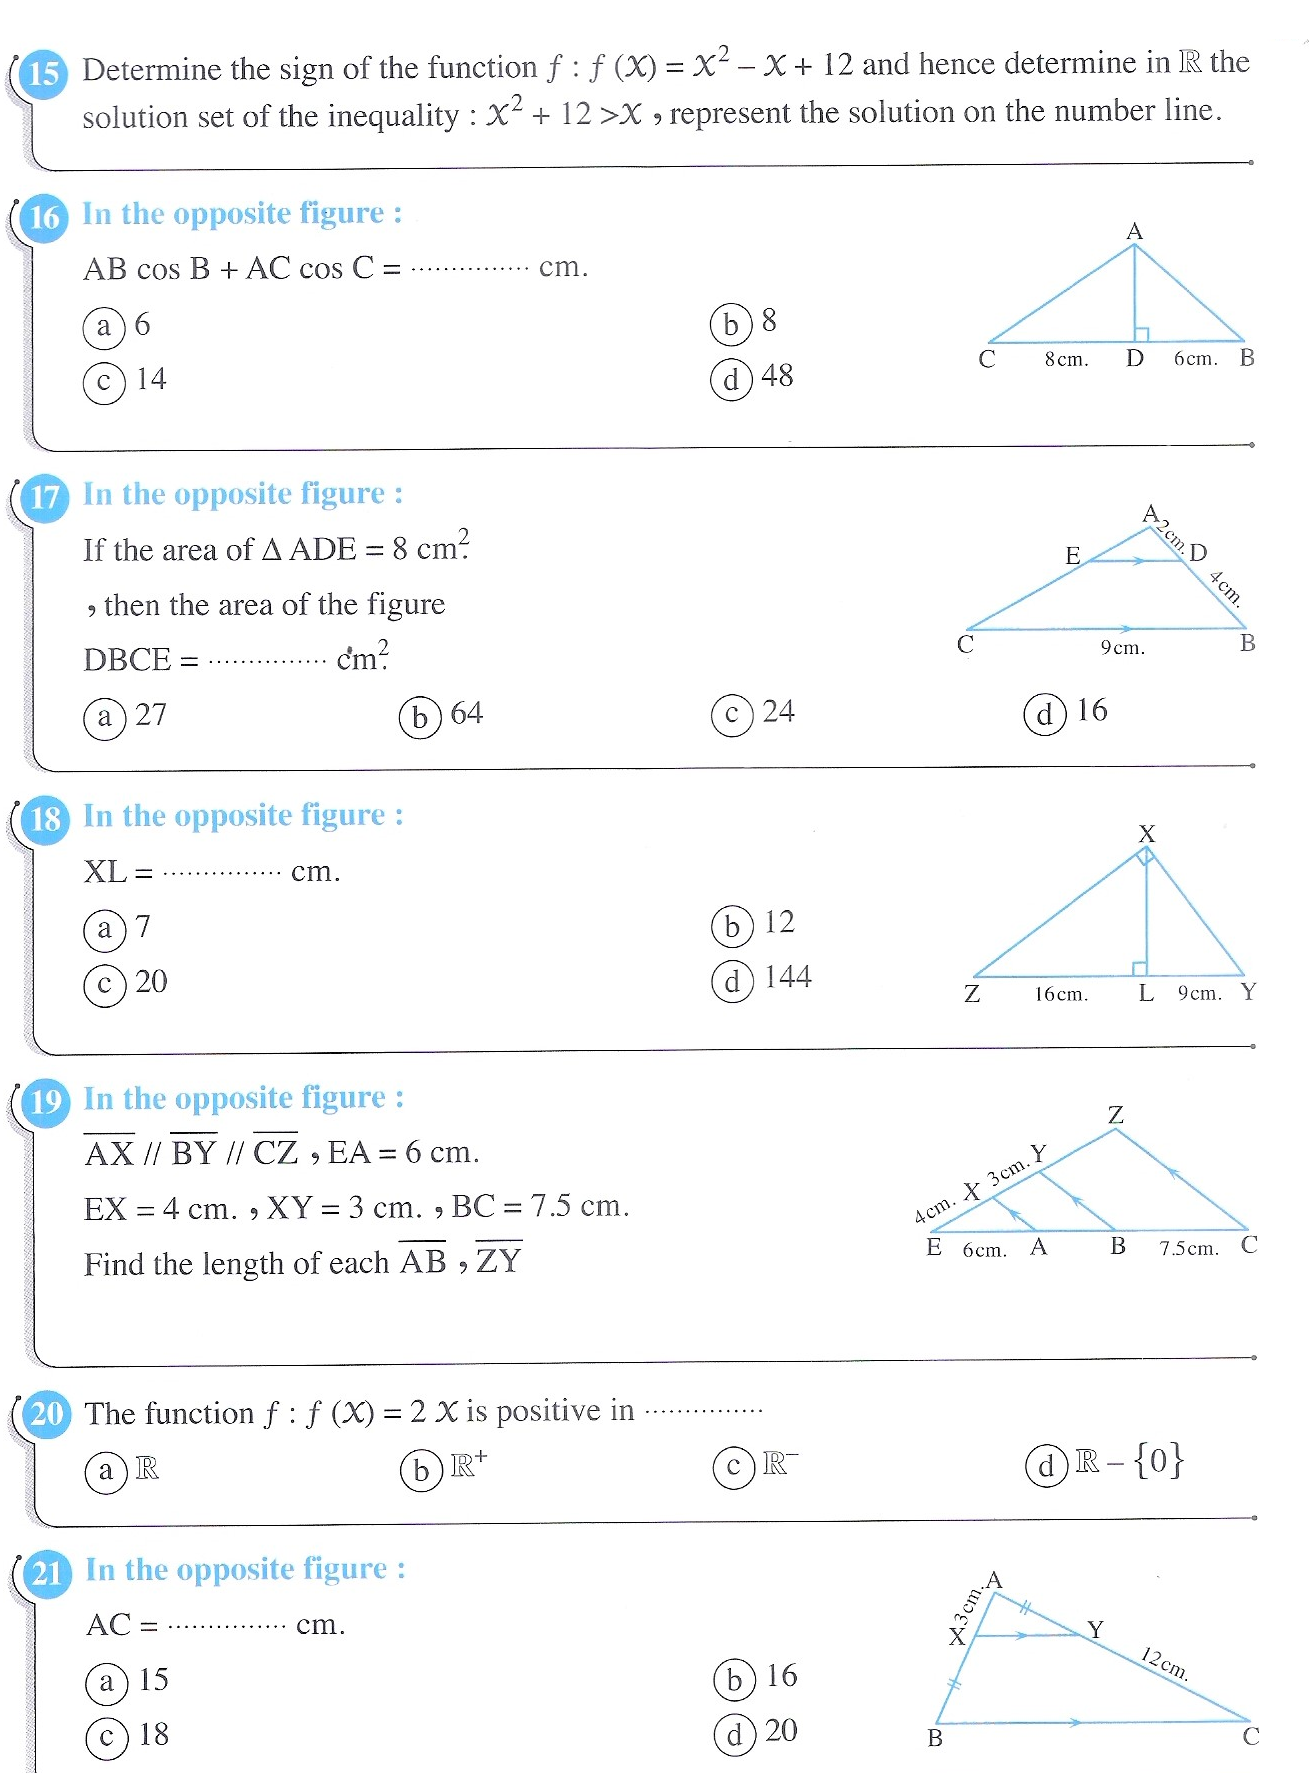 15 Determine the sign of the function f : f (X) = X² – X + 12 and hence determine in ℝ the
solution set of the inequality : X² + 12 >X , represent the solution on the number line.
16 In the opposite figure :
AB cos B + AC cos C = ··············· cm.
a 6
b 8
c 14
d 48
A
C 8cm. D 6cm. B
17 In the opposite figure :
If the area of Δ ADE = 8 cm².
, then the area of the figure
DBCE = ··············· cm².
a 27 b 64 c 24 d 16
A
2cm.
E D
4cm.
C 9cm. B
18 In the opposite figure :
XL = ··············· cm.
a 7
b 12
c 20
d 144
X
Z 16cm. L 9cm. Y
19 In the opposite figure :
AX // BY // CZ , EA = 6 cm.
EX = 4 cm. , XY = 3 cm. , BC = 7.5 cm.
Find the length of each AB , ZY
Z
4cm. X 3cm. Y
E 6cm. A B 7.5cm. C
20 The function f : f (X) = 2 X is positive in ···············
a ℝ b ℝ⁺ c ℝ⁻ d ℝ – {0}
21 In the opposite figure :
AC = ··············· cm.
a 15
b 16
c 18
d 20
A
3cm.
X Y
12cm.
B C